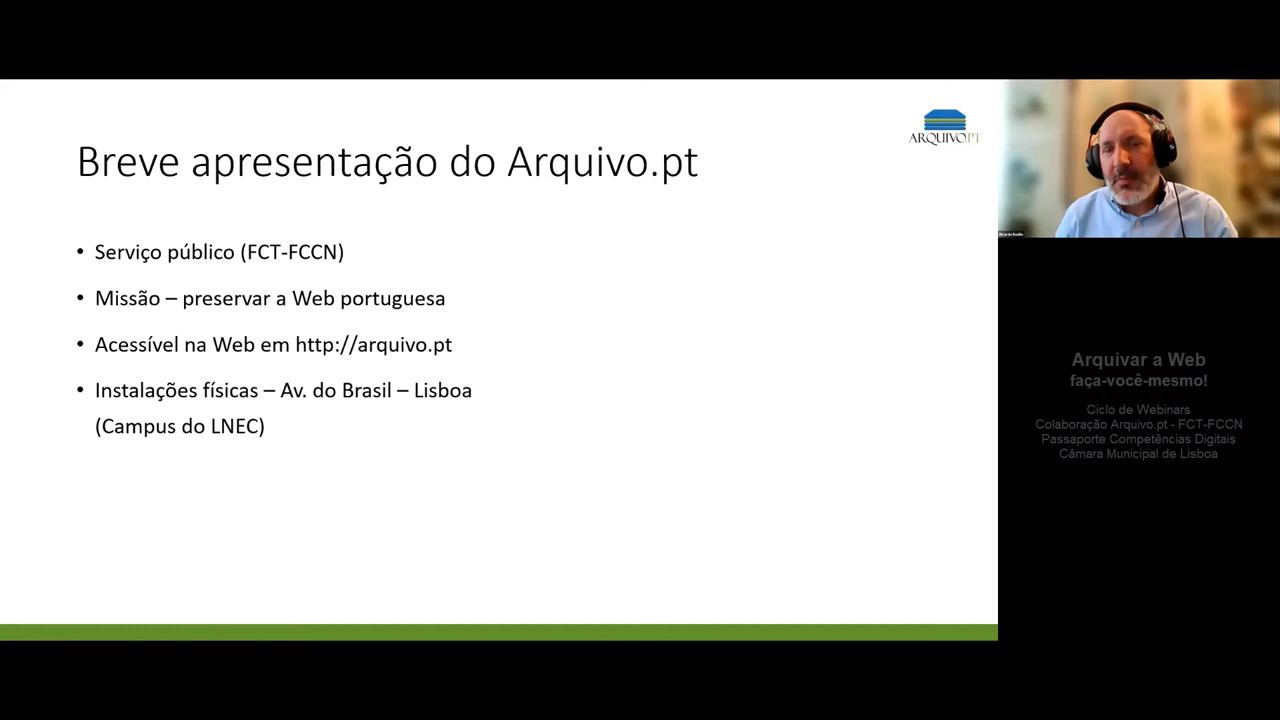 ARQUIVO.PT
Breve apresentação do Arquivo.pt
• Serviço público (FCT-FCCN)
• Missão – preservar a Web portuguesa
• Acessível na Web em http://arquivo.pt
• Instalações físicas – Av. do Brasil – Lisboa
(Campus do LNEC)
Arquivar a Web
faça-você-mesmo!
Ciclo de Webinars
Colaboração Arquivo.pt - FCT-FCCN
Passaporte Competências Digitais
Câmara Municipal de Lisboa